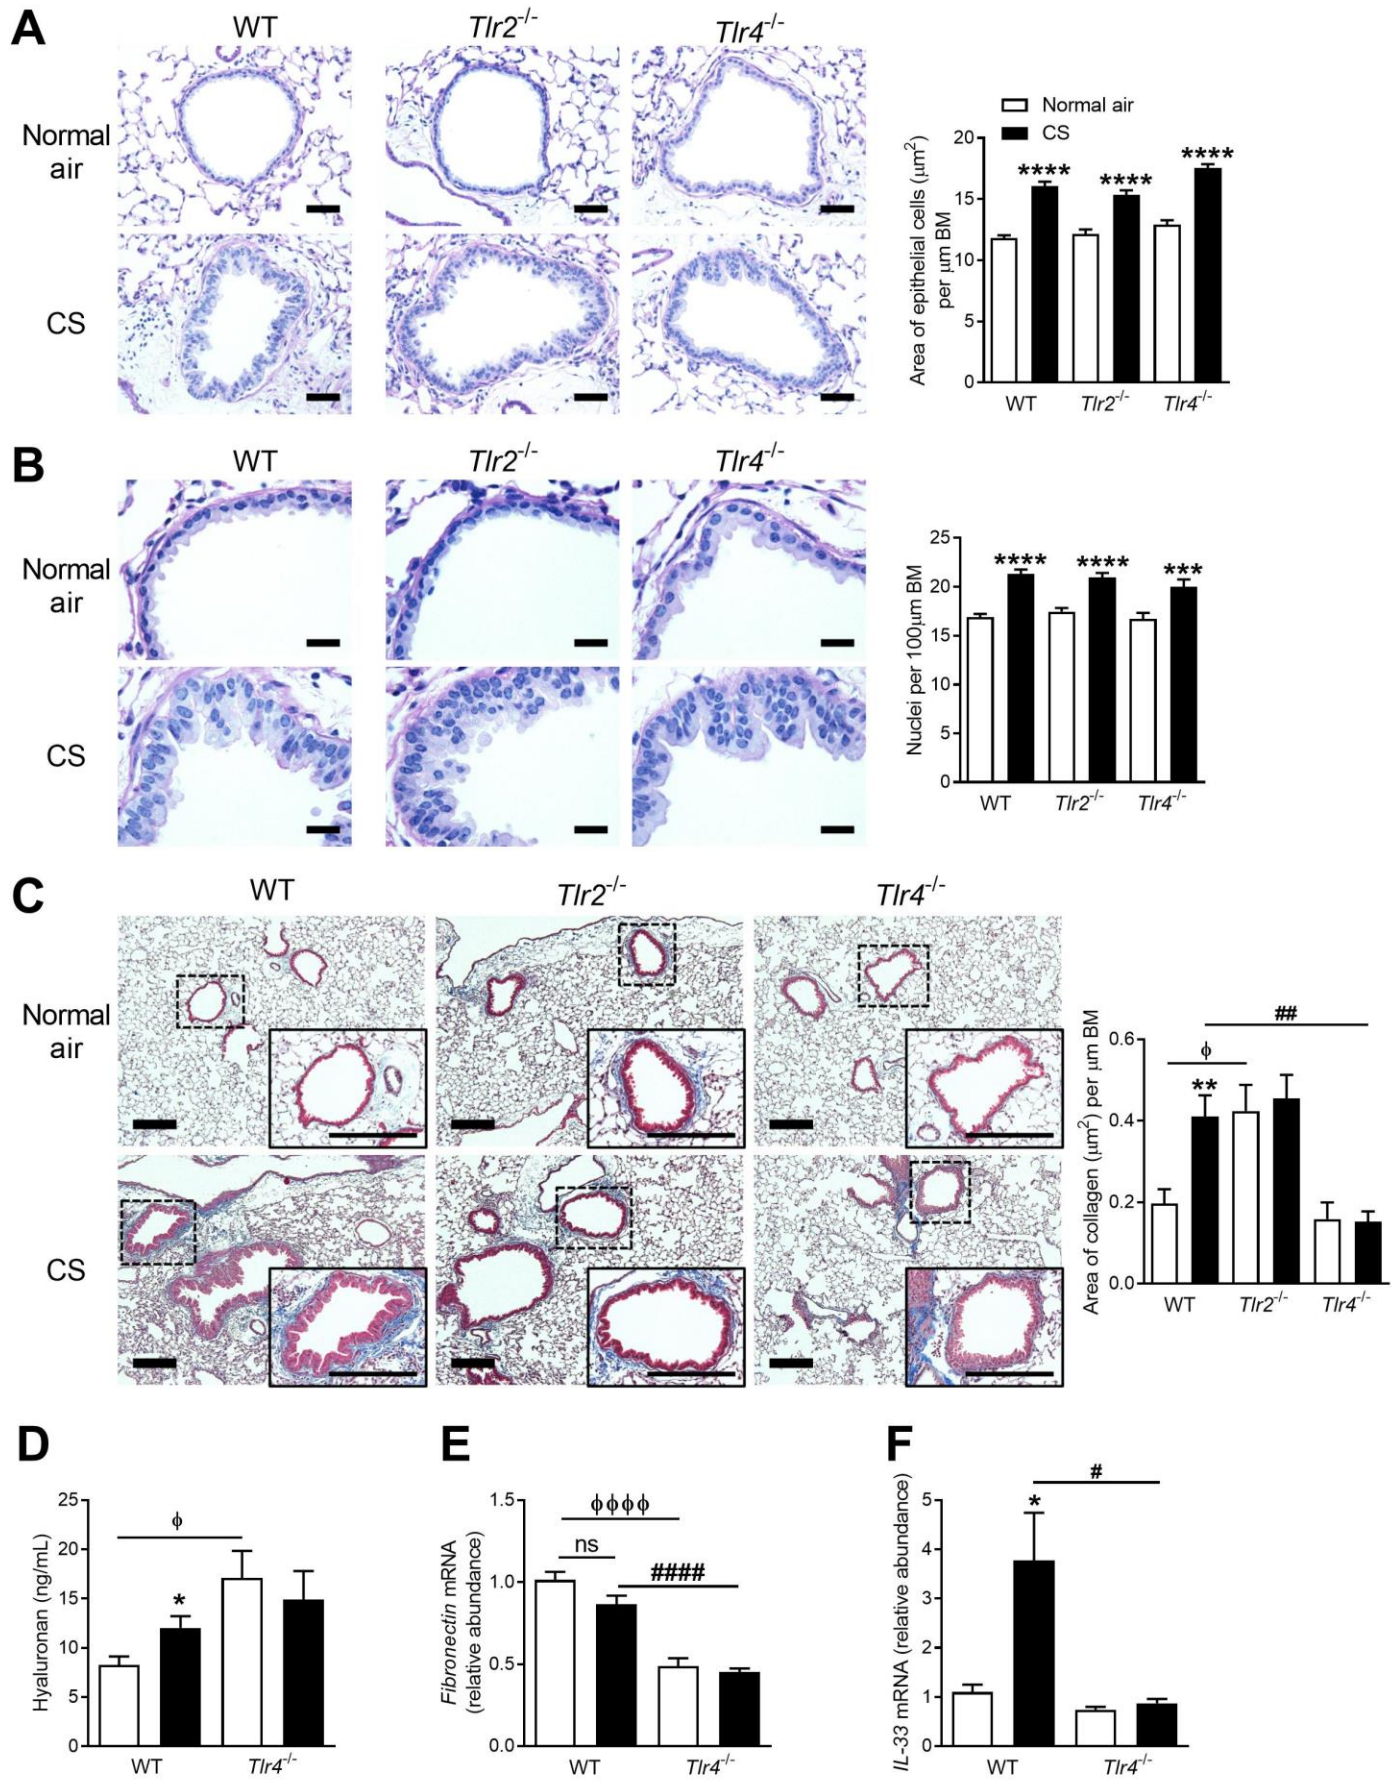 A
WT
Tlr2-/-
Tlr4-/-
Normal
air
CS
Normal air
CS
Area of epithelial cells (μm2)
per μm BM
20
15
10
5
0
****
****
****
WT
Tlr2-/-
Tlr4-/-
B
WT
Tlr2-/-
Tlr4-/-
Normal
air
CS
Nuclei per 100μm BM
25
20
15
10
5
0
****
****
***
WT
Tlr2-/-
Tlr4-/-
C
WT
Tlr2-/-
Tlr4-/-
Normal
air
CS
Area of collagen (μm2) per μm BM
0.6
0.4
0.2
0.0
##
ϕ
**
WT
Tlr2-/-
Tlr4-/-
D
Hyaluronan (ng/mL)
25
20
15
10
5
0
ϕ
*
WT
Tlr4-/-
E
Fibronectin mRNA
(relative abundance)
1.5
1.0
0.5
0.0
ϕϕϕϕ
ns
####
WT
Tlr4-/-
F
IL-33 mRNA (relative abundance)
5
4
3
2
1
0
#
*
WT
Tlr4-/-